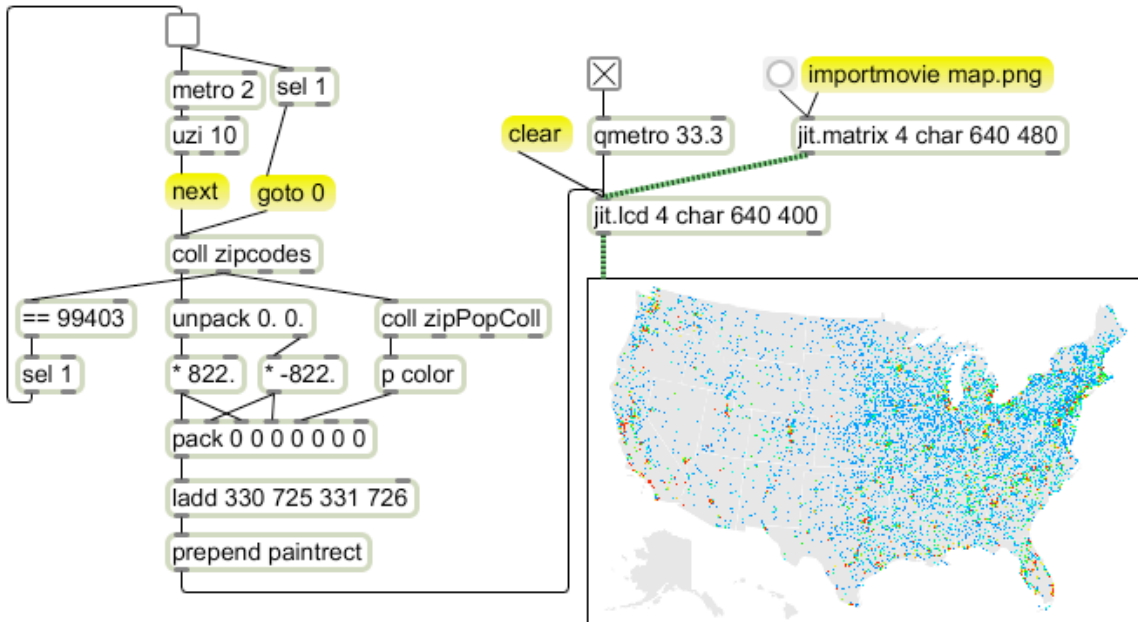 metro 2
sel 1
uzi 10
next
goto 0
coll zipcodes
== 99403
unpack 0. 0.
coll zipPopColl
sel 1
* 822.
* -822.
p color
pack 0 0 0 0 0 0 0
ladd 330 725 331 726
prepend paintrect
importmovie map.png
clear
qmetro 33.3
jit.matrix 4 char 640 480
jit.lcd 4 char 640 400